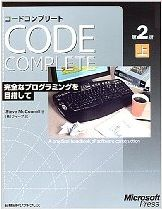 コードコンプリート
第2版
CODE
上
COMPLETE
完全なプログラミングを
目指して
Steve McConnell 著
A practical handbook of software construction
Microsoft
Press